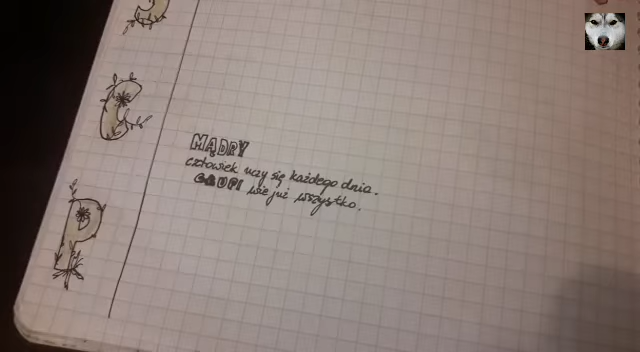 MĄDRY
człowiek uczy się każdego dnia.
GŁUPI wie już wszystko.
C
P